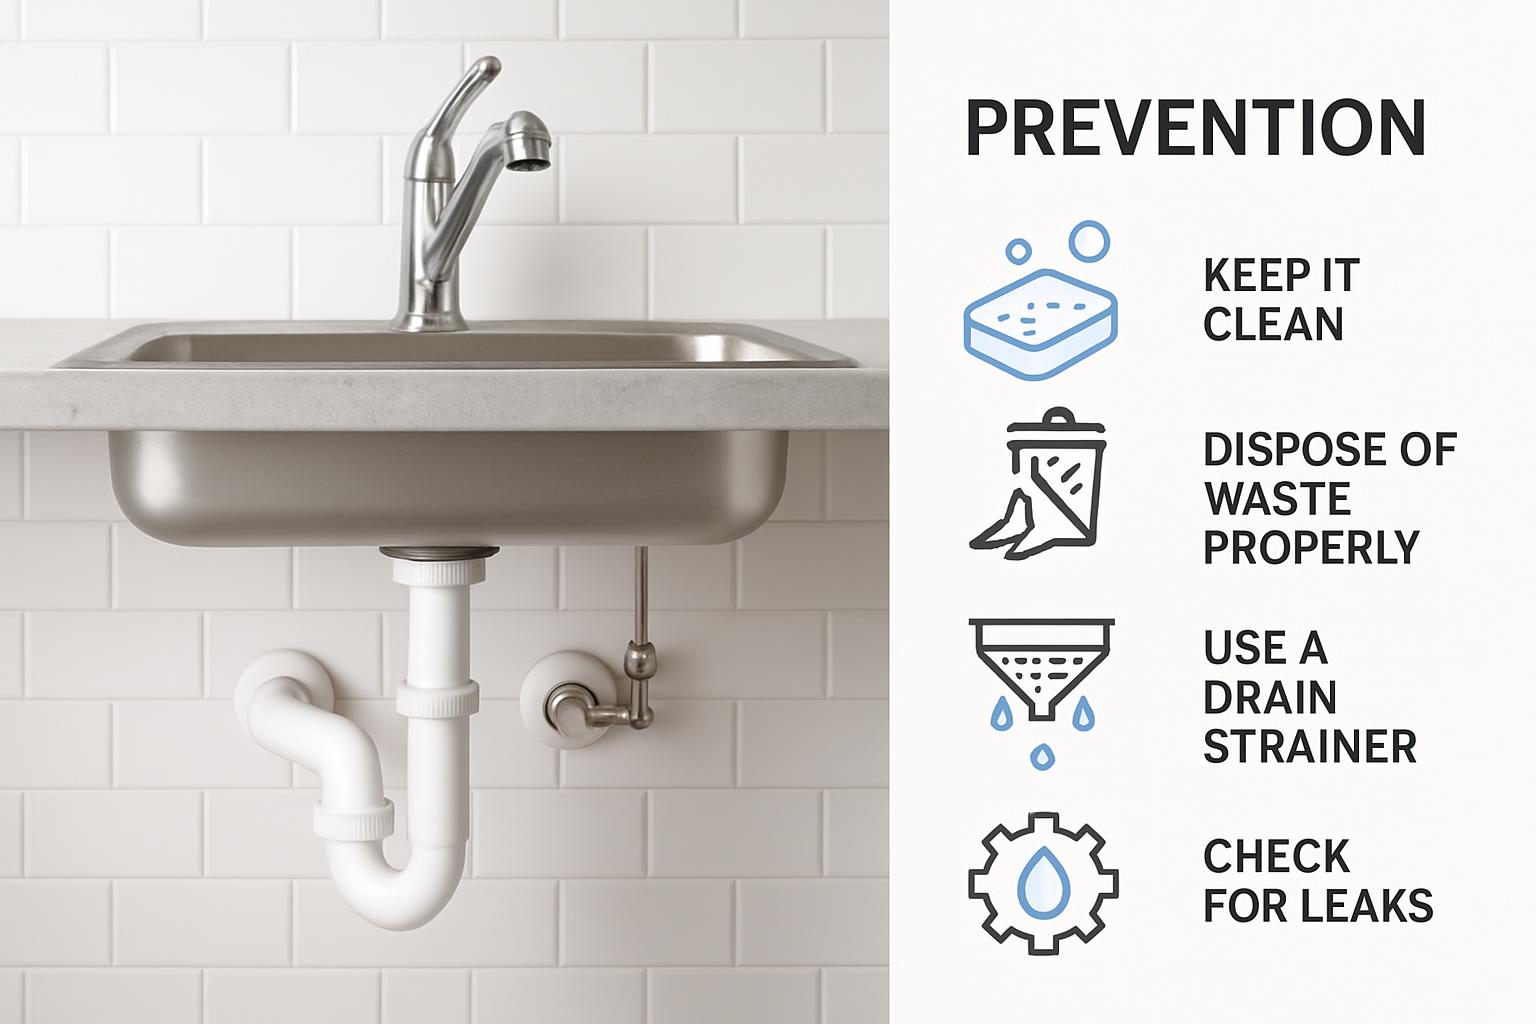 PREVENTION
KEEP IT
CLEAN
DISPOSE OF
WASTE
PROPERLY
USE A
DRAIN
STRAINER
CHECK
FOR LEAKS